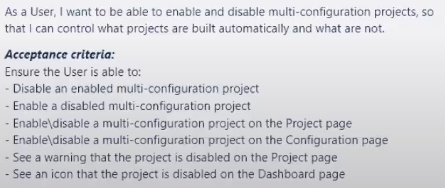 As a User, I want to be able to enable and disable multi-configuration projects, so
that I can control what projects are built automatically and what are not.
Acceptance criteria:
Ensure the User is able to:
- Disable an enabled multi-configuration project
- Enable a disabled multi-configuration project
- Enable\disable a multi-configuration project on the Project page
- Enable\disable a multi-configuration project on the Configuration page
- See a warning that the project is disabled on the Project page
- See an icon that the project is disabled on the Dashboard page